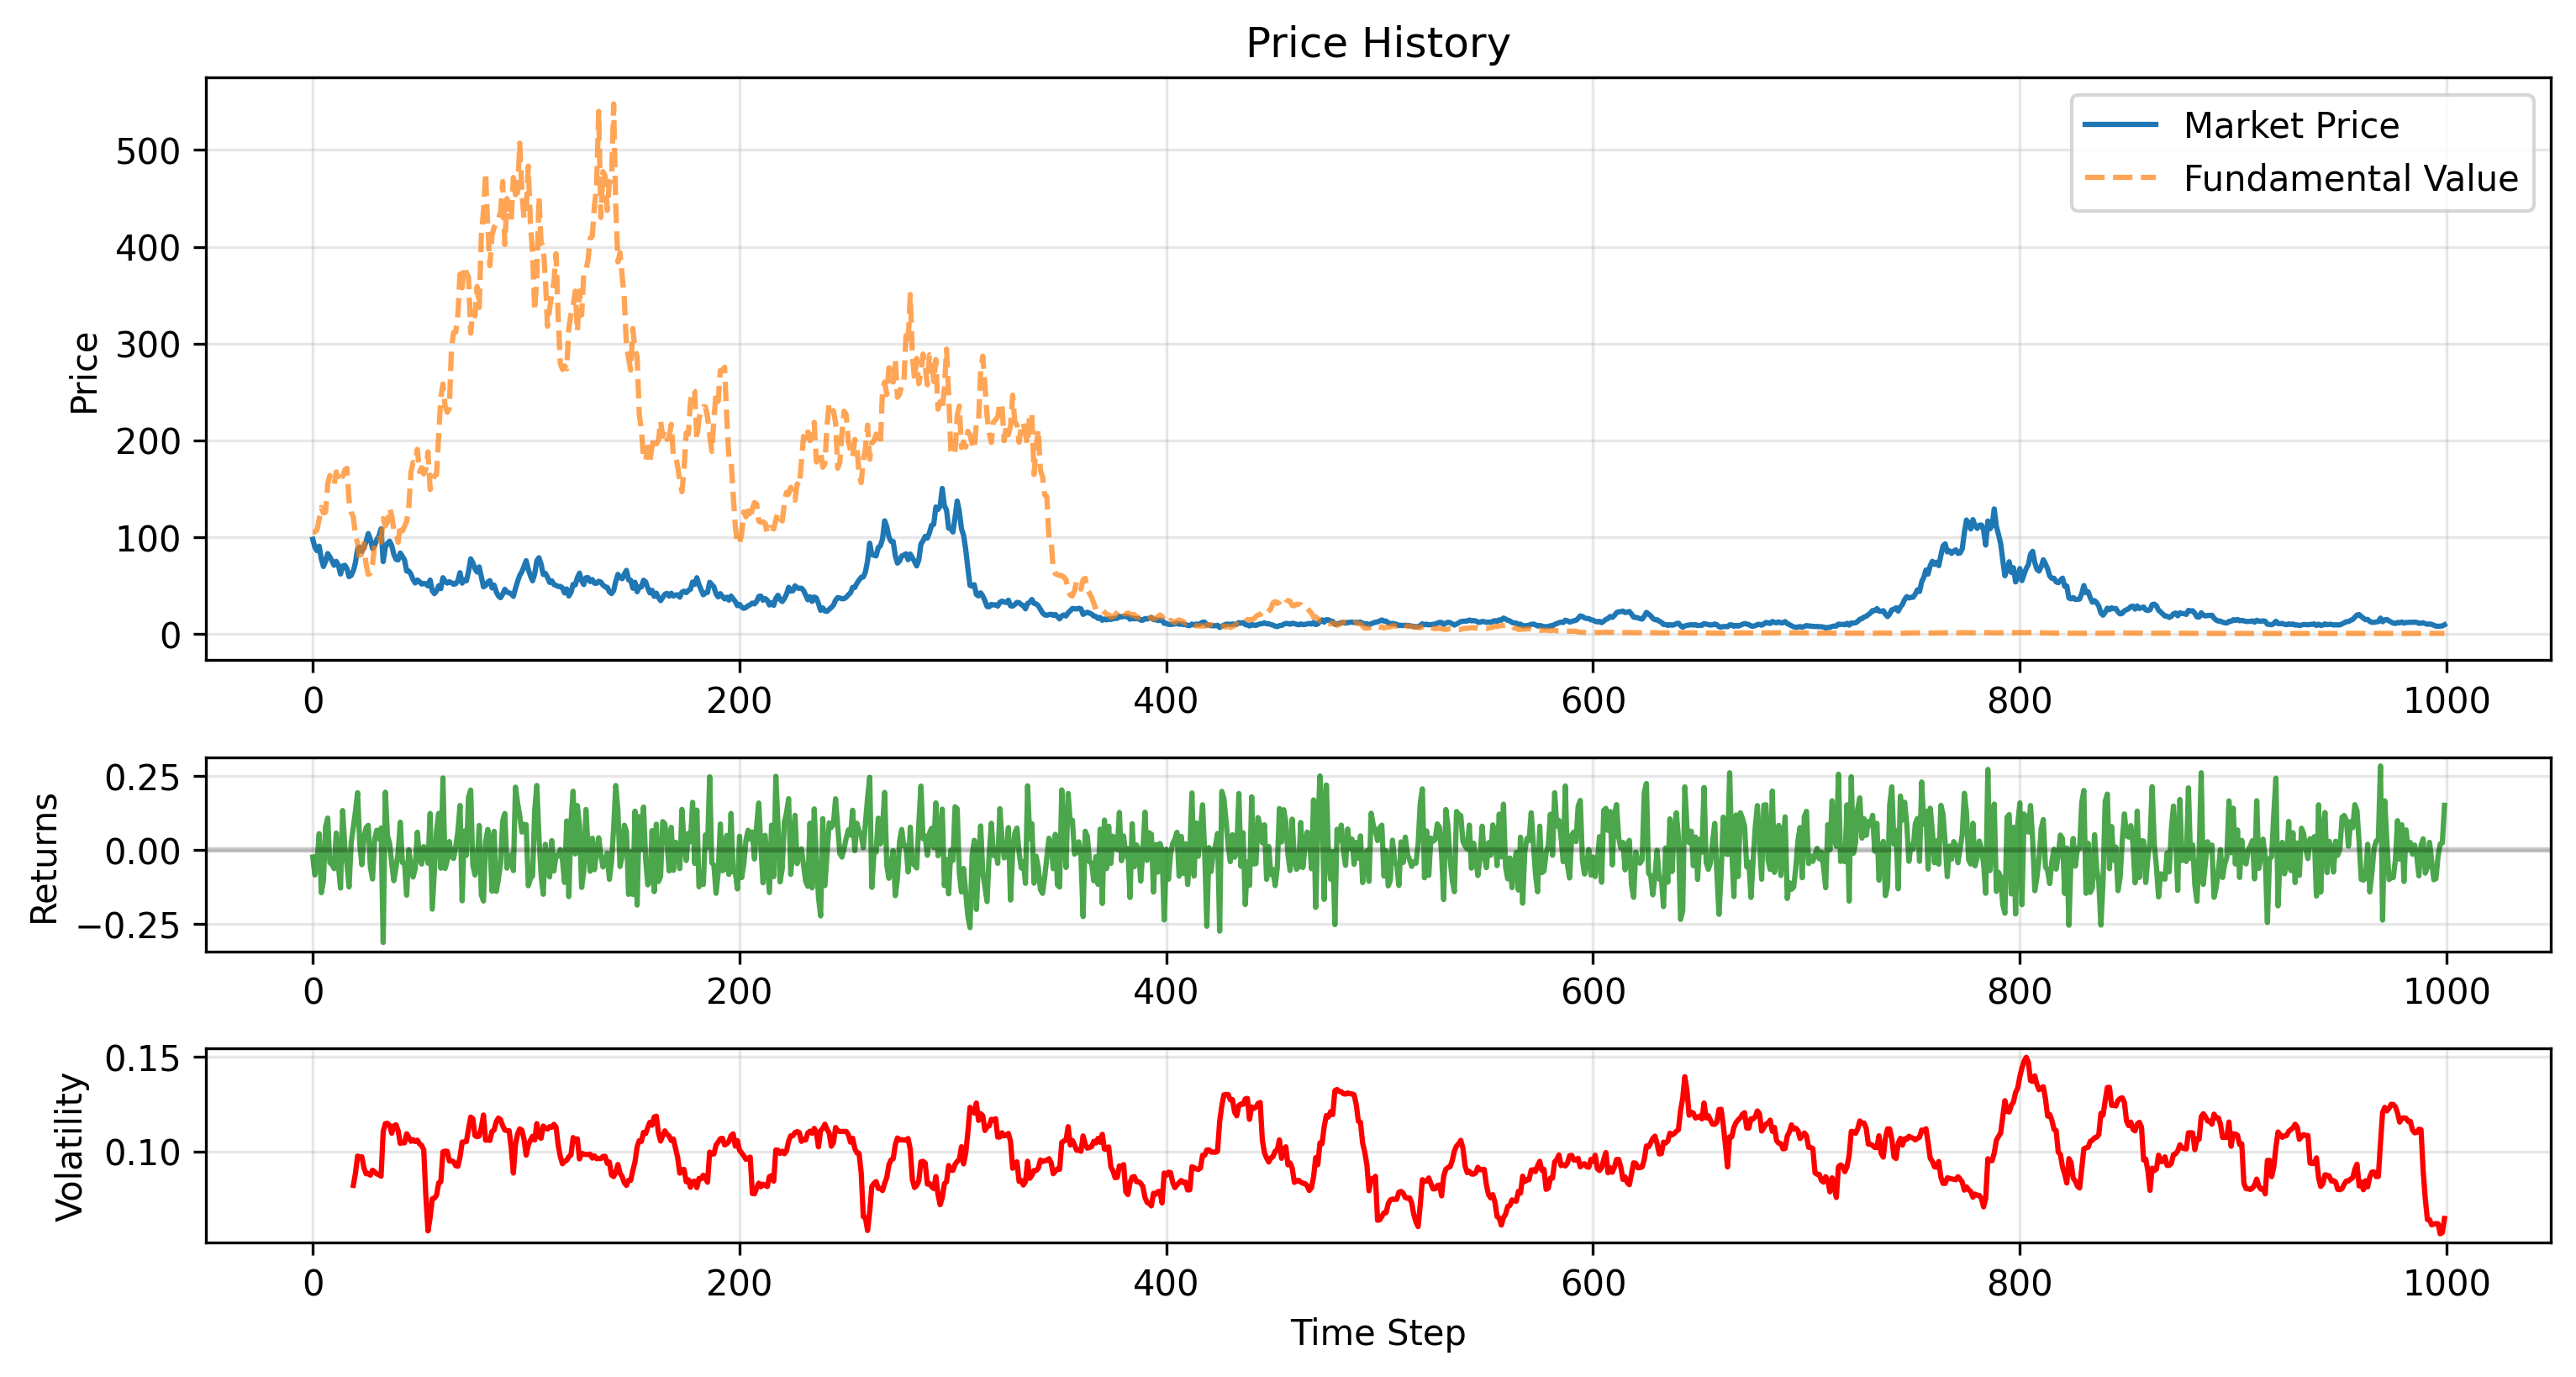 Price History
Price
500
400
300
200
100
0
Market Price
Fundamental Value
0 200 400 600 800 1000
Returns
0.25
0.00
−0.25
0 200 400 600 800 1000
Volatility
0.15
0.10
0 200 400 600 800 1000
Time Step